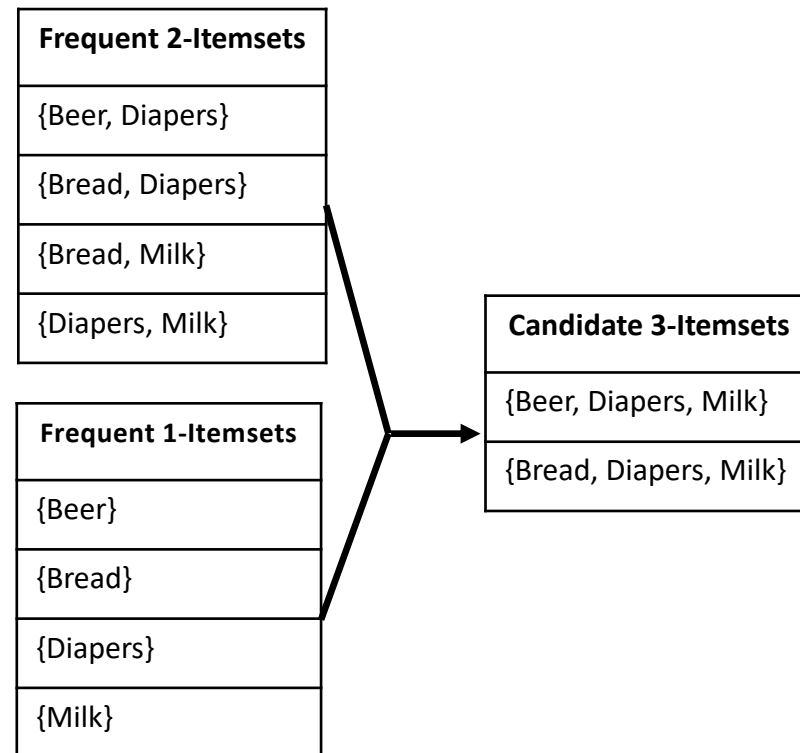 Frequent 2-Itemsets
{Beer, Diapers}
{Bread, Diapers}
{Bread, Milk}
{Diapers, Milk}
Frequent 1-Itemsets
{Beer}
{Bread}
{Diapers}
{Milk}
Candidate 3-Itemsets
{Beer, Diapers, Milk}
{Bread, Diapers, Milk}